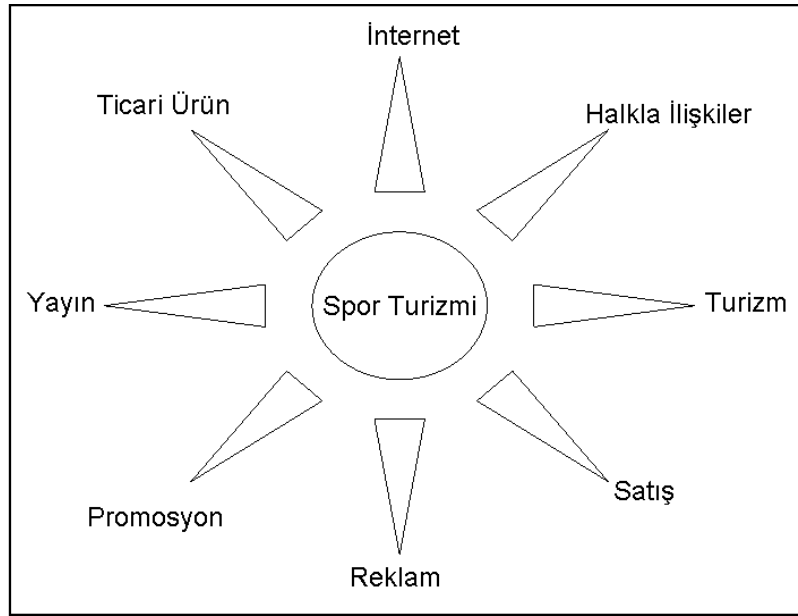 İnternet
Ticari Ürün
Halkla İlişkiler
Yayın
Spor Turizmi
Turizm
Satış
Promosyon
Reklam